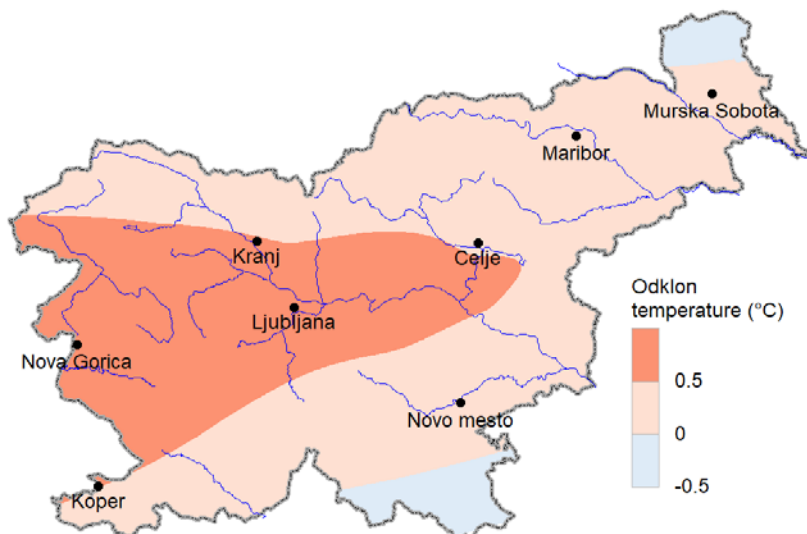 Murska Sobota
Maribor
Kranj
Celje
Odklon
temperature (°C)
Ljubljana
Nova Gorica
0.5
Novo mesto
0
-0.5
Koper